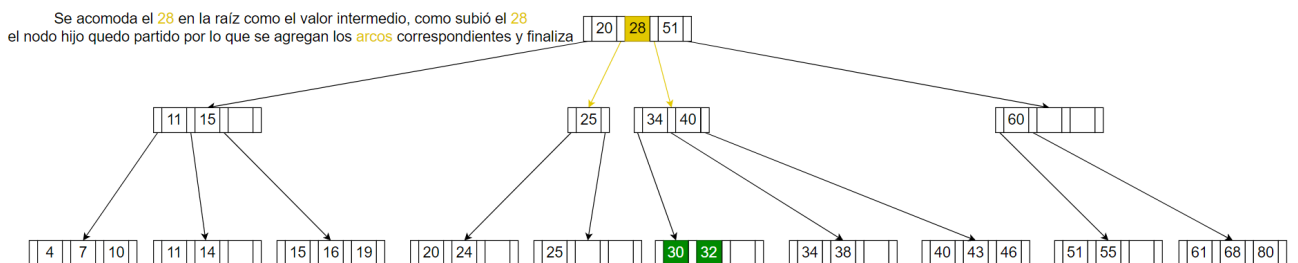 Se acomoda el 28 en la raíz como el valor intermedio, como subió el 28
el nodo hijo quedo partido por lo que se agregan los arcos correspondientes y finaliza
20 28 51
11 15 25 34 40 60
4 7 10 11 14 15 16 19 20 24 25 30 32 34 38 40 43 46 51 55 61 68 80